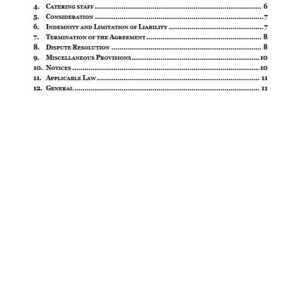 4. Catering staff .......... 6
5. Consideration .......... 7
6. Indemnity and Limitation of Liability .......... 7
7. Termination of the Agreement .......... 8
8. Dispute Resolution .......... 8
9. Miscellaneous Provisions .......... 10
10. Notices .......... 10
11. Applicable Law .......... 11
12. General .......... 11